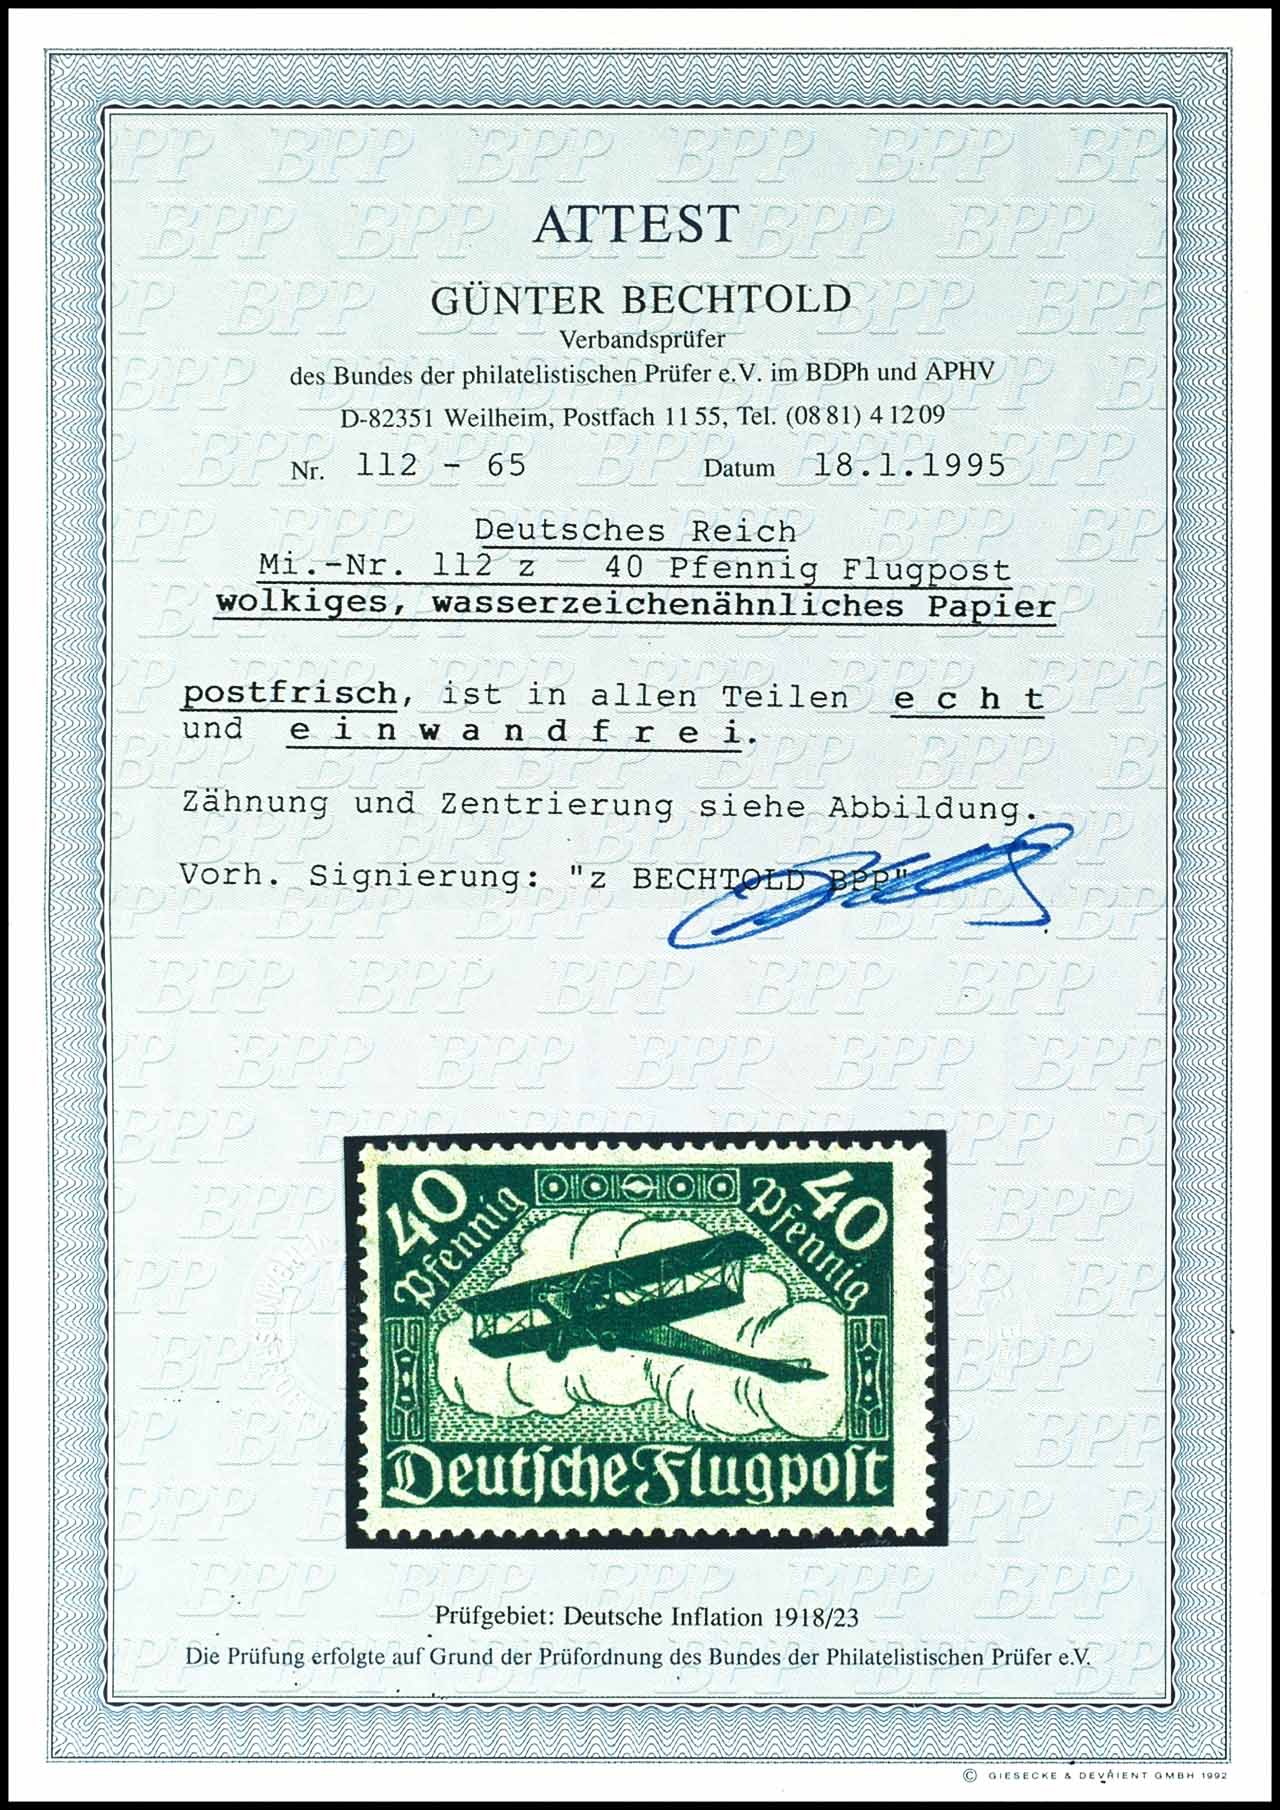 ATTEST
GÜNTER BECHTOLD
Verbandsprüfer
des Bundes der philatelistischen Prüfer e.V. im BDPh und APHV
D-82351 Weilheim, Postfach 11 55, Tel. (08 81) 4 12 09
Nr. 112 - 65 Datum 18.1.1995
Deutsches Reich
Mi.-Nr. 112 z 40 Pfennig Flugpost
wolkiges, wasserzeichenähnliches Papier
postfrisch, ist in allen Teilen e c h t
und e i n w a n d f r e i.
Zähnung und Zentrierung siehe Abbildung.
Vorh. Signierung: "z BECHTOLD BPP"
40 Pfennig
40 Pfennig
Deutsche Flugpost
Prüfgebiet: Deutsche Inflation 1918/23
Die Prüfung erfolgte auf Grund der Prüfordnung des Bundes der Philatelistischen Prüfer e.V.
© GIESECKE & DEVRIENT GMBH 1992